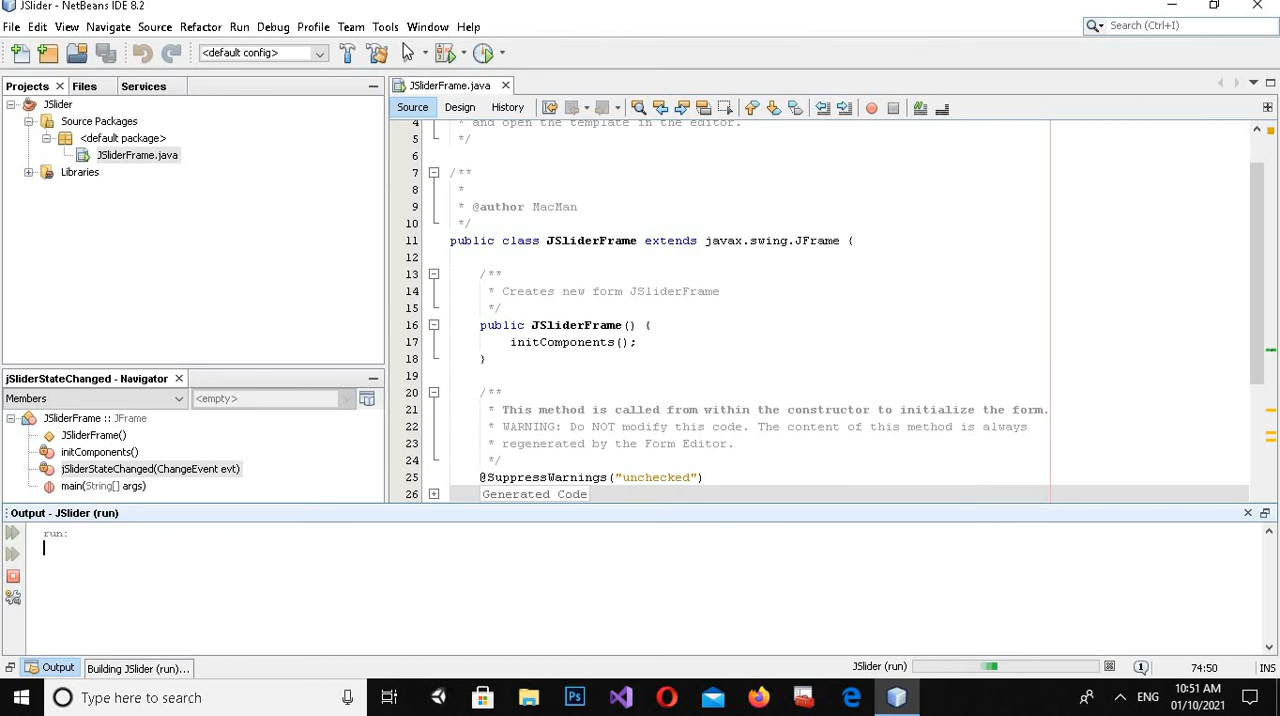 JSlider - NetBeans IDE 8.2
File Edit View Navigate Source Refactor Run Debug Profile Team Tools Window Help
Search (Ctrl+I)
<default config>
Projects Files Services
JSlider
Source Packages
<default package>
JSliderFrame.java
Libraries
jSliderStateChanged - Navigator
Members <empty>
JSliderFrame :: JFrame
JSliderFrame()
initComponents()
jSliderStateChanged(ChangeEvent evt)
main(String[] args)
JSliderFrame.java
Source Design History
4 * and open the template in the editor.
5 */
6
7 /**
8 *
9 * @author MacMan
10 */
11 public class JSliderFrame extends javax.swing.JFrame {
12
13 /**
14 * Creates new form JSliderFrame
15 */
16 public JSliderFrame() {
17 initComponents();
18 }
19
20 /**
21 * This method is called from within the constructor to initialize the form.
22 * WARNING: Do NOT modify this code. The content of this method is always
23 * regenerated by the Form Editor.
24 */
25 @SuppressWarnings("unchecked")
26 Generated Code
Output - JSlider (run)
run:
Output Building JSlider (run)... JSlider (run) 1 74:50 INS
Type here to search
Ps
ENG
10:51 AM
01/10/2021